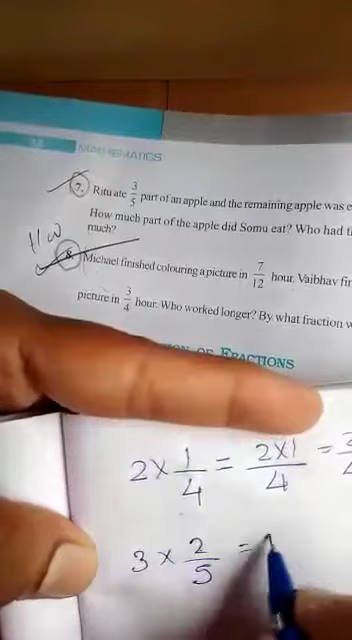 38 MATHEMATICS
7. Ritu ate 3/5 part of an apple and the remaining apple was
How much part of the apple did Somu eat? Who had
much?
HW
8. Michael finished colouring a picture in 7/12 hour. Vaibhav
picture in 3/4 hour. Who worked longer? By what fraction
OF FRACTIONS
2 × 1/4 = 2×1/4 =
3 × 2/5 =